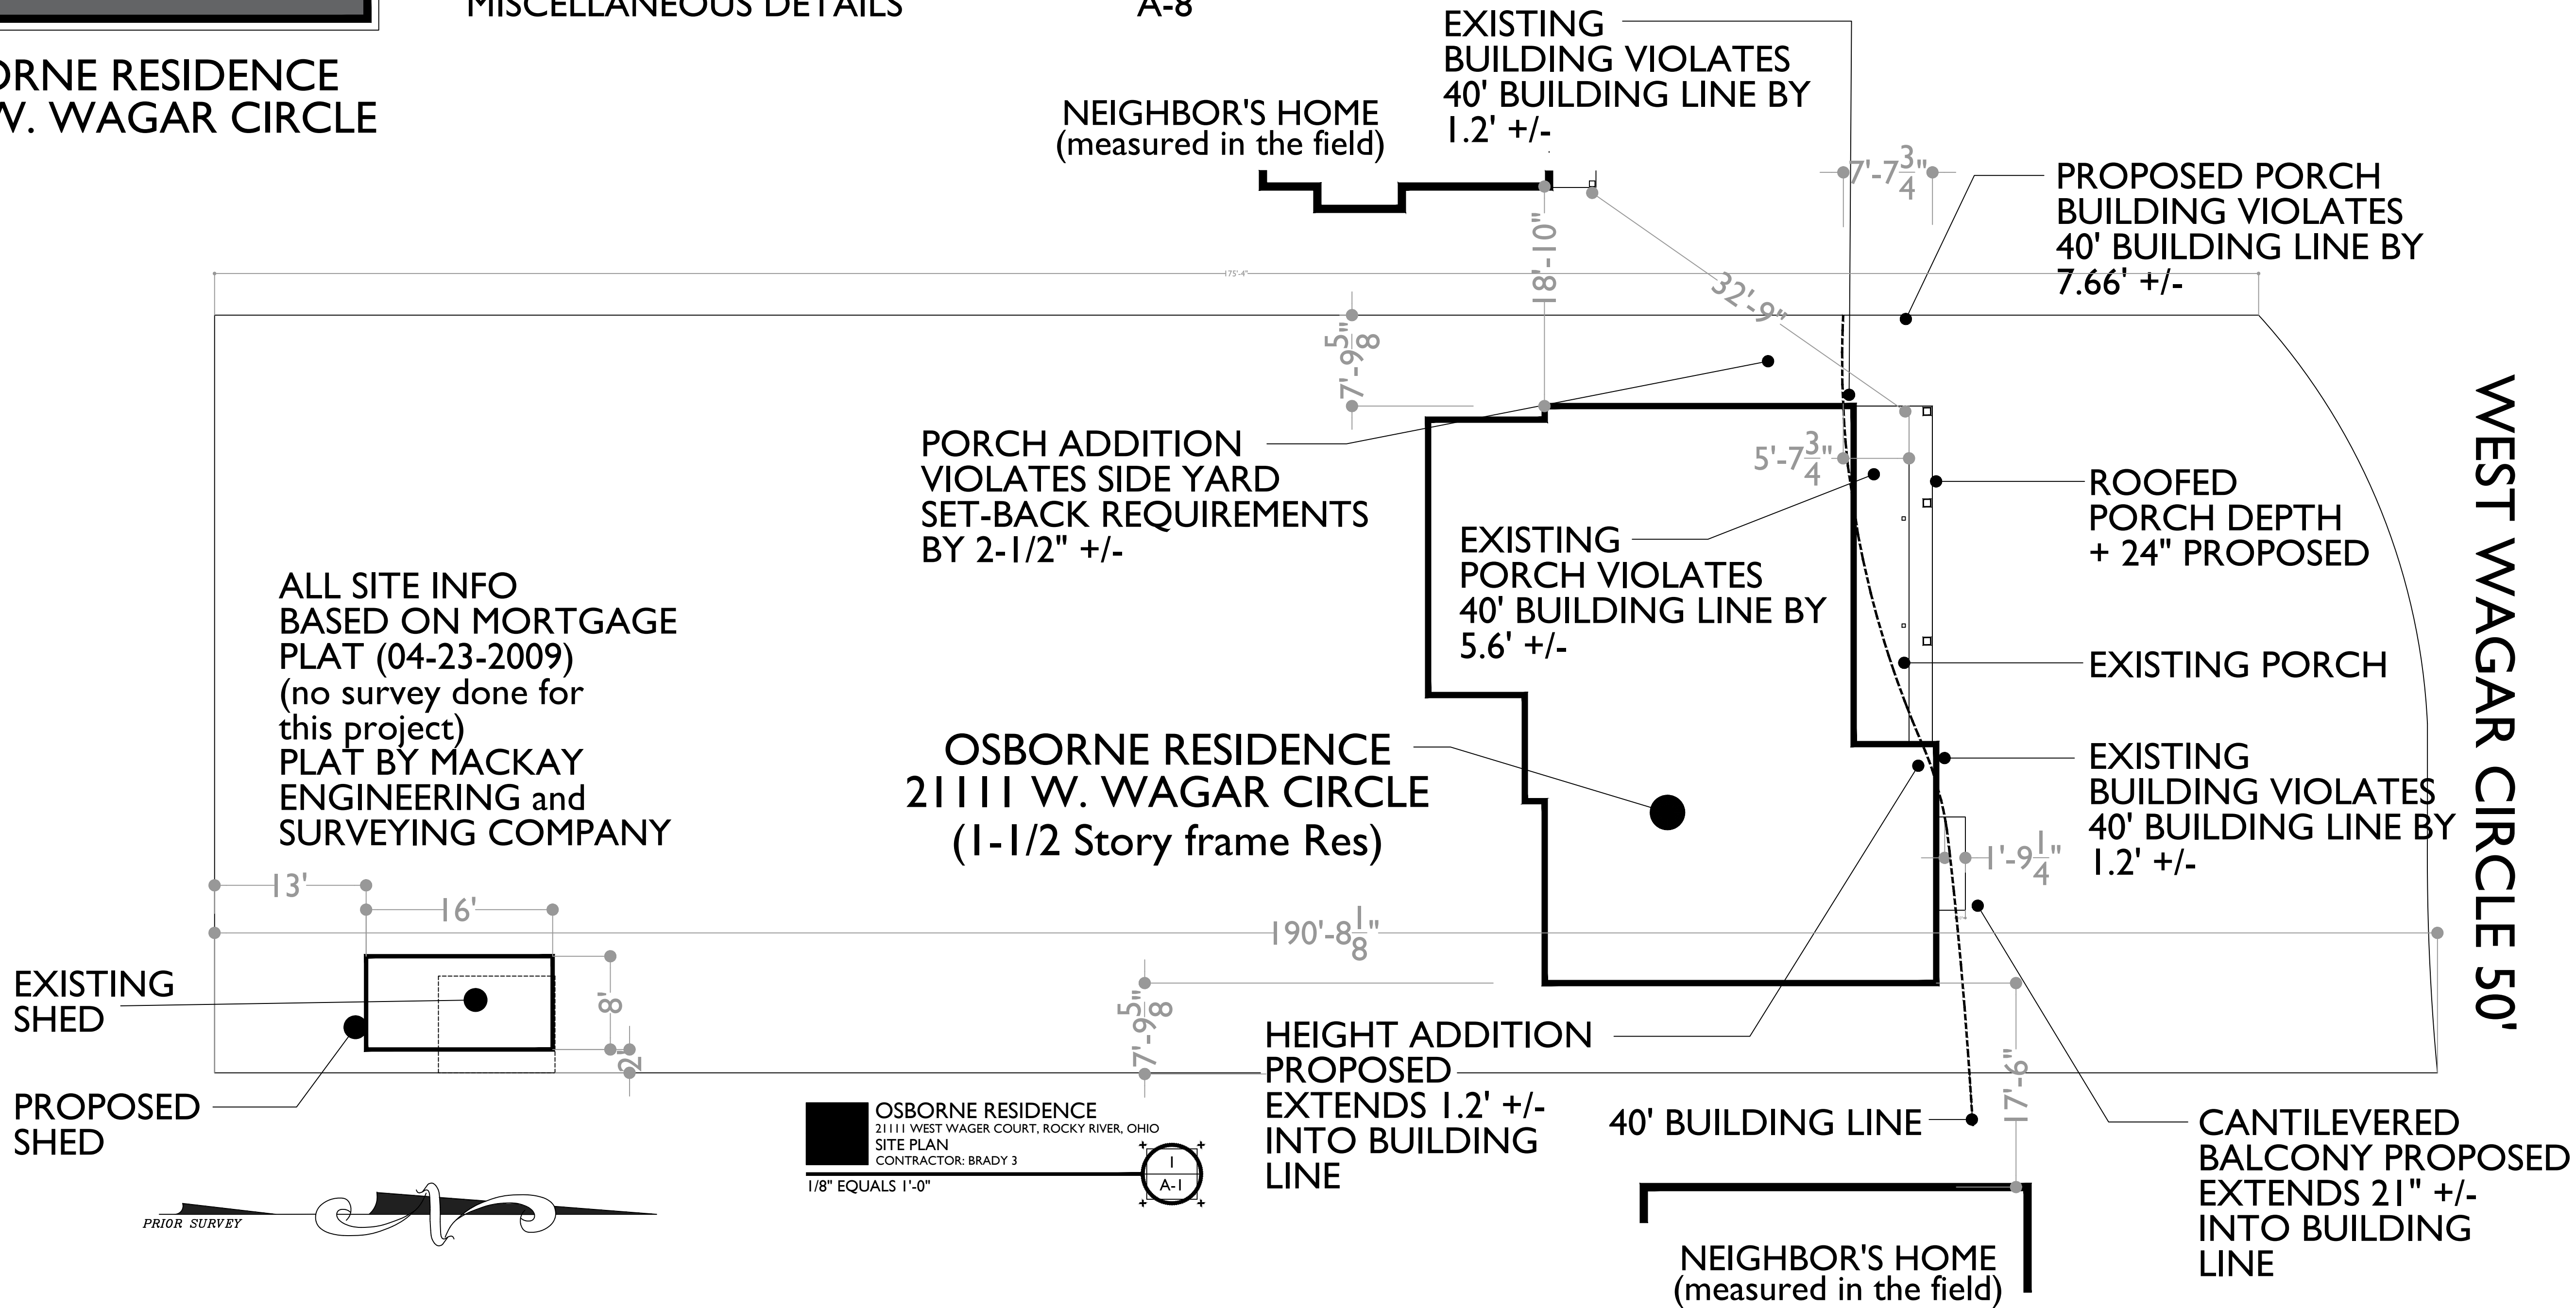 MISCELLANEOUS DETAILS A-8
ORNE RESIDENCE
W. WAGAR CIRCLE
EXISTING
BUILDING VIOLATES
40' BUILDING LINE BY
1.2' +/-
NEIGHBOR'S HOME
(measured in the field)
7'-7 3/4"
PROPOSED PORCH
BUILDING VIOLATES
40' BUILDING LINE BY
7.66' +/-
175'-4"
18'-10"
32'-9"
7'-9 5/8"
PORCH ADDITION
VIOLATES SIDE YARD
SET-BACK REQUIREMENTS
BY 2-1/2" +/-
5'-7 3/4"
EXISTING
PORCH VIOLATES
40' BUILDING LINE BY
5.6' +/-
ROOFED
PORCH DEPTH
+ 24" PROPOSED
EXISTING PORCH
WEST WAGAR CIRCLE 50'
ALL SITE INFO
BASED ON MORTGAGE
PLAT (04-23-2009)
(no survey done for
this project)
PLAT BY MACKAY
ENGINEERING and
SURVEYING COMPANY
OSBORNE RESIDENCE
21111 W. WAGAR CIRCLE
(1-1/2 Story frame Res)
EXISTING
BUILDING VIOLATES
40' BUILDING LINE BY
1.2' +/-
1'-9 1/4"
13'
16'
190'-8 1/8"
8'
2'
EXISTING
SHED
PROPOSED
SHED
7'-9 5/8"
HEIGHT ADDITION
PROPOSED
EXTENDS 1.2' +/-
INTO BUILDING
LINE
17'-6"
40' BUILDING LINE
CANTILEVERED
BALCONY PROPOSED
EXTENDS 21" +/-
INTO BUILDING
LINE
OSBORNE RESIDENCE
21111 WEST WAGER COURT, ROCKY RIVER, OHIO
SITE PLAN
CONTRACTOR: BRADY 3
1/8" EQUALS 1'-0"
1
A-1
PRIOR SURVEY
N
NEIGHBOR'S HOME
(measured in the field)